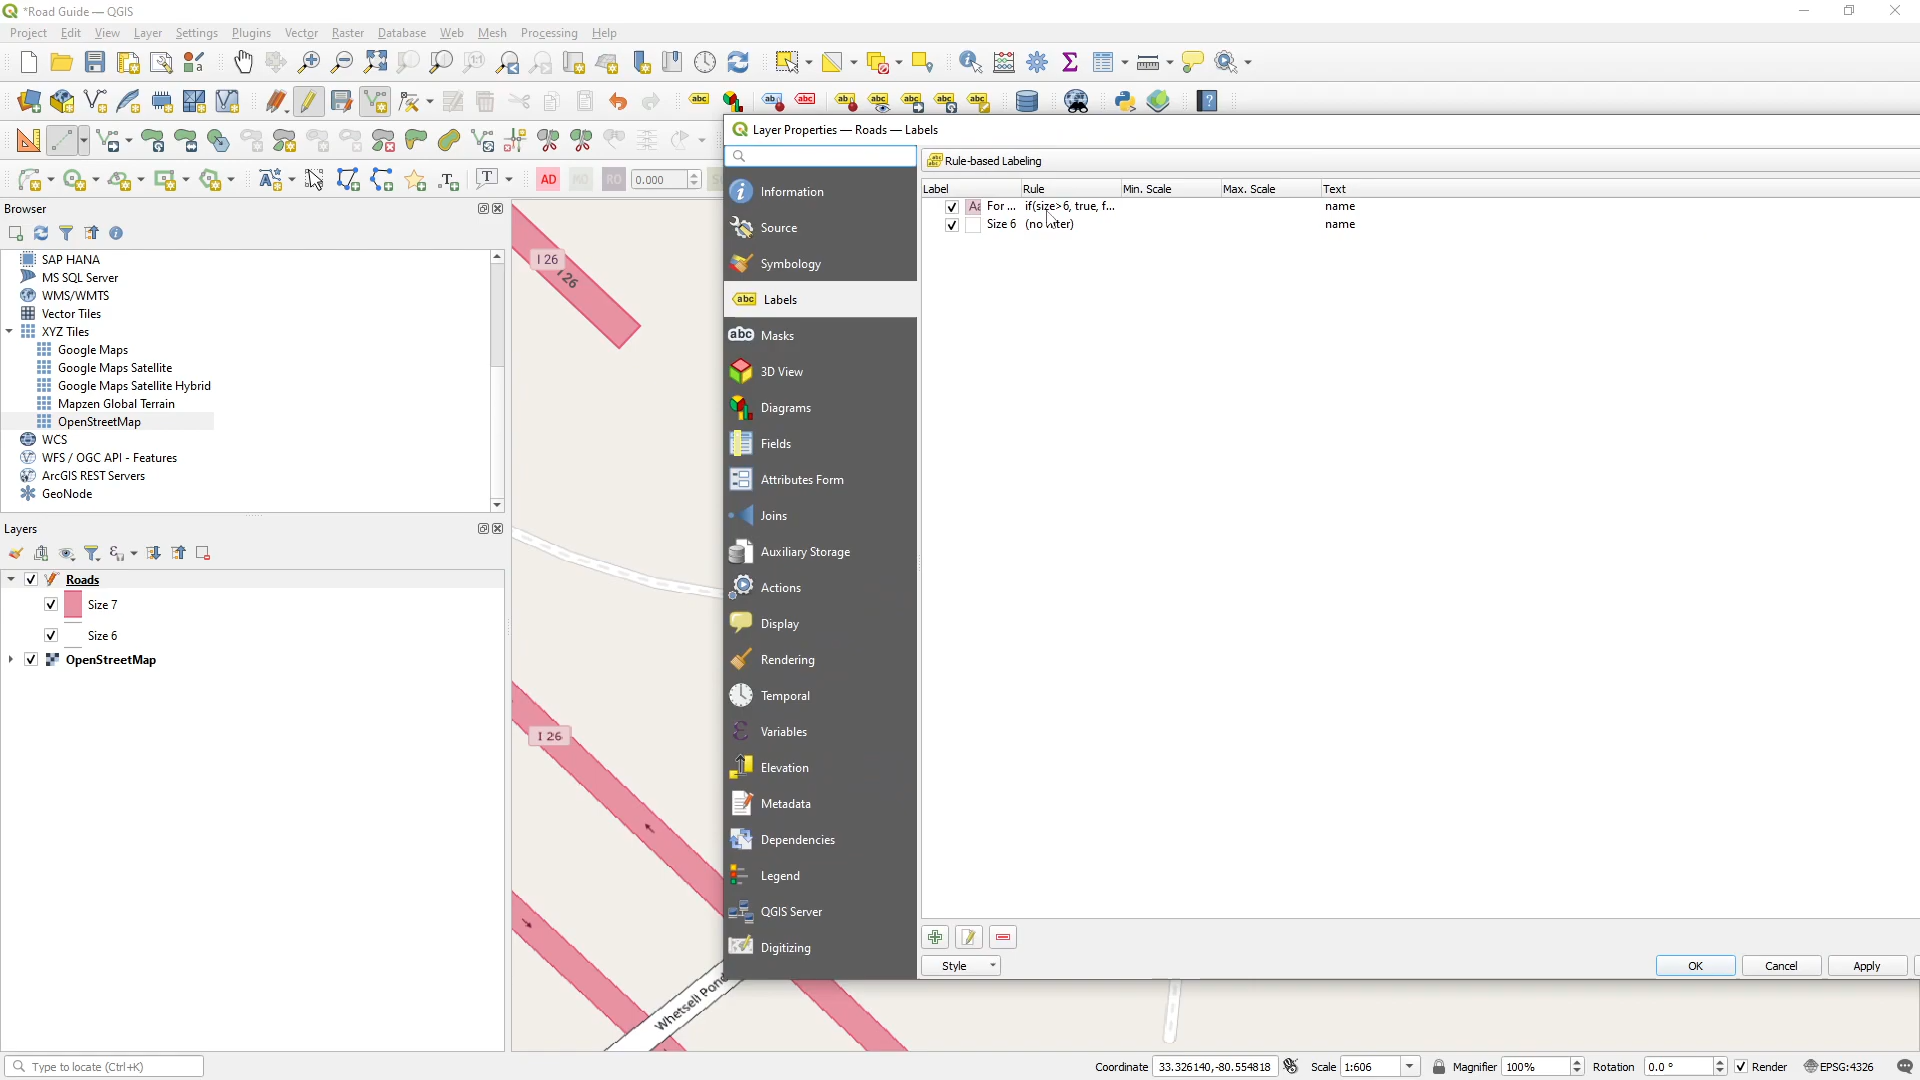 *Road Guide — QGIS
Project Edit View Layer Settings Plugins Vector Raster Database Web Mesh Processing Help
abc
0.000
AD
Browser
SAP HANA
MS SQL Server
WMS/WMTS
Vector Tiles
XYZ Tiles
Google Maps
Google Maps Satellite
Google Maps Satellite Hybrid
Mapzen Global Terrain
OpenStreetMap
WCS
WFS / OGC API - Features
ArcGIS REST Servers
GeoNode
Layers
Roads
Size 7
Size 6
OpenStreetMap
I 26
I 26
I 26
Layer Properties — Roads — Labels
Information
Source
Symbology
abc Labels
abc Masks
3D View
Diagrams
Fields
Attributes Form
Joins
Auxiliary Storage
Actions
Display
Rendering
Temporal
Variables
Elevation
Metadata
Dependencies
Legend
QGIS Server
Digitizing
Rule-based Labeling
Label Rule Min. Scale Max. Scale Text
For ... if(size>6, true, f... name
Size 6 (no name
Style OK Cancel Apply
Type to locate (Ctrl+K) Coordinate 33.326140,-80.554818 Scale 1:606 Magnifier 100% Rotation 0.0 ° Render EPSG:4326